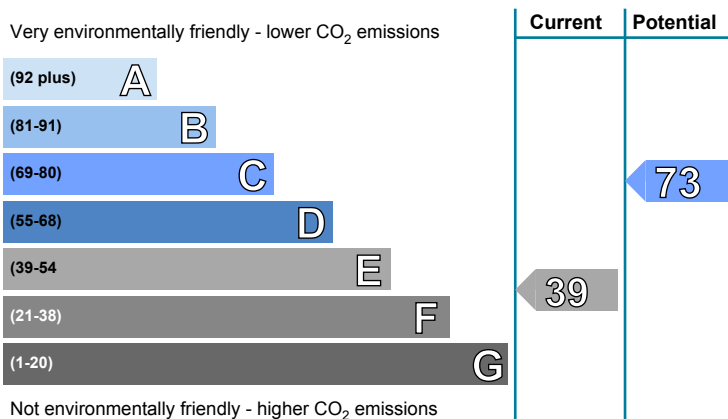 Current Potential
Very environmentally friendly - lower CO2 emissions
(92 plus) A
(81-91) B
(69-80) C
73
(55-68) D
(39-54 E
39
(21-38) F
(1-20) G
Not environmentally friendly - higher CO2 emissions